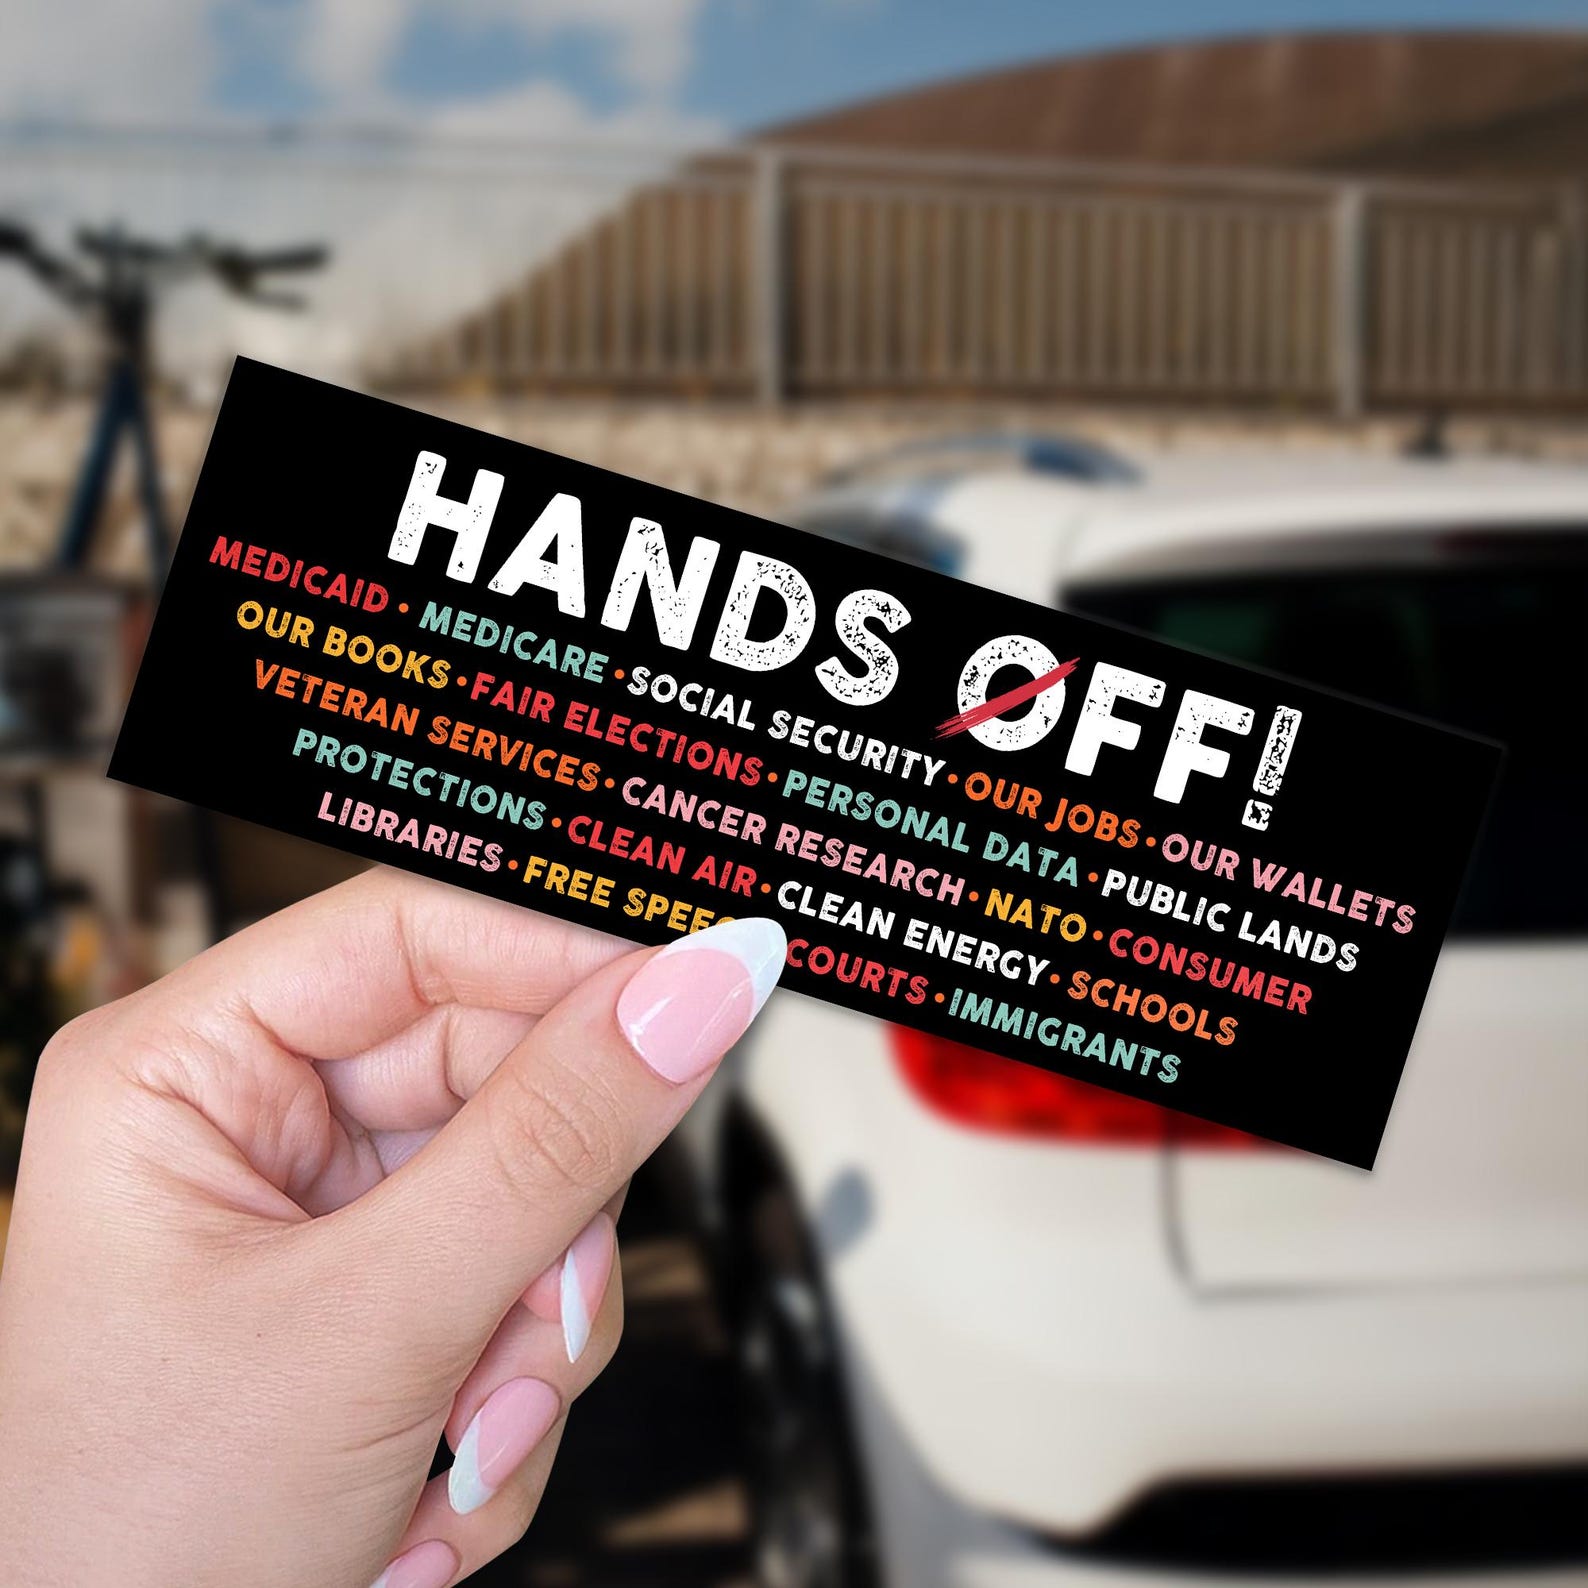 HANDS OFF!
MEDICAID • MEDICARE • SOCIAL SECURITY • OUR JOBS • OUR WALLETS
OUR BOOKS • FAIR ELECTIONS • PERSONAL DATA • PUBLIC LANDS
VETERAN SERVICES • CANCER RESEARCH • NATO • CONSUMER
PROTECTIONS • CLEAN AIR • CLEAN ENERGY • SCHOOLS
LIBRARIES • FREE COURTS • IMMIGRANTS